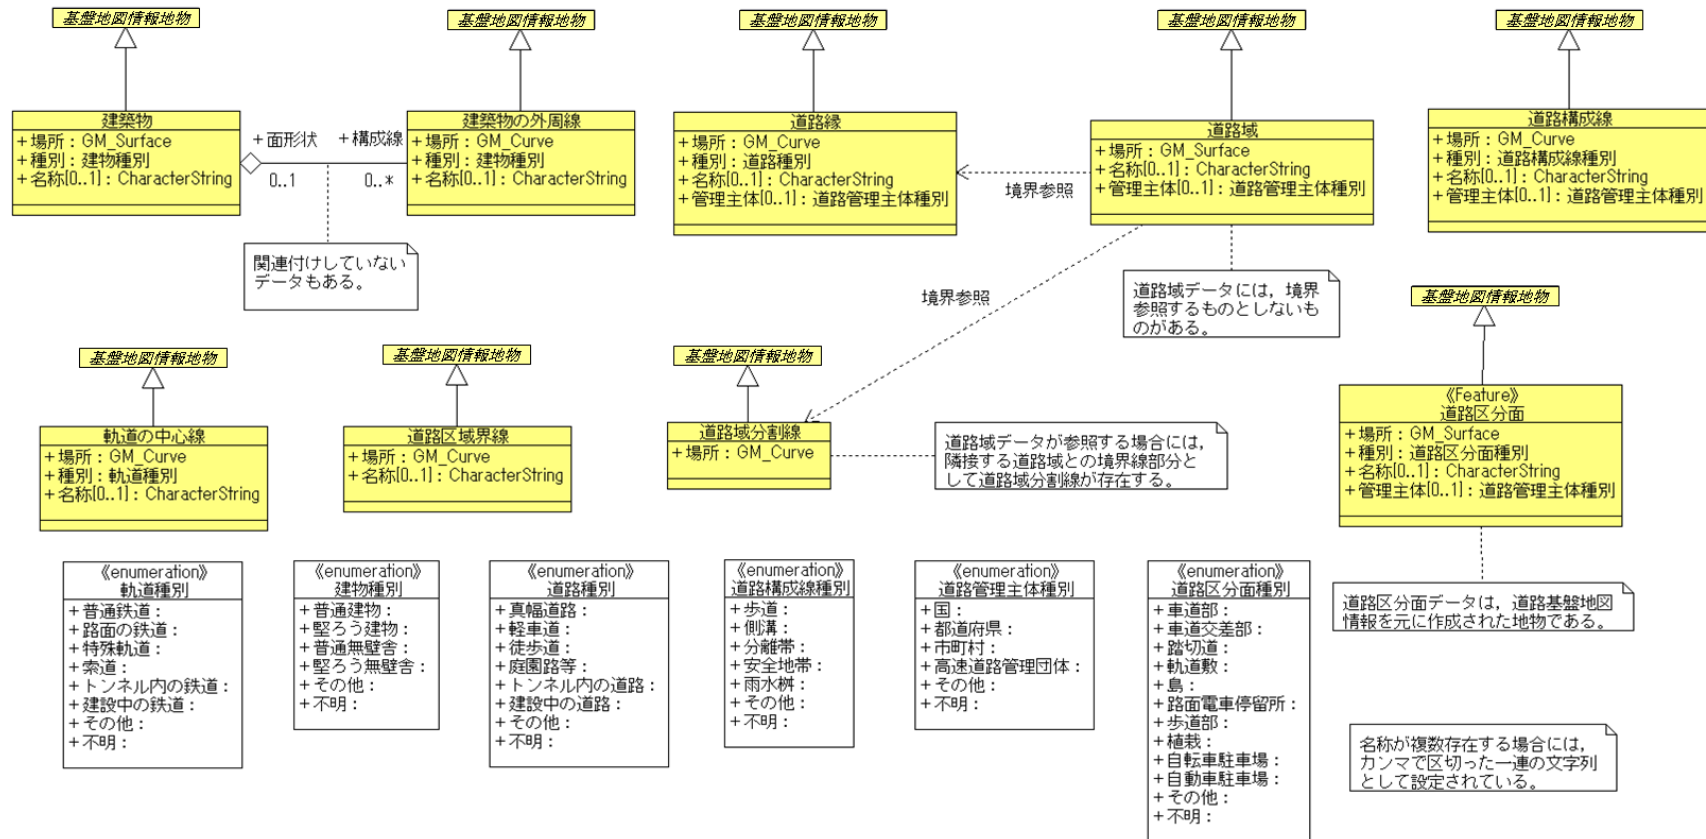 基盤地図情報地物
建築物
+場所：GM_Surface
+種別：建物種別
+名称[0..1]：CharacterString
+面形状
0..1
+構成線
0..*
関連付けしていない
データもある。
基盤地図情報地物
建築物の外周線
+場所：GM_Curve
+種別：建物種別
+名称[0..1]：CharacterString
基盤地図情報地物
道路縁
+場所：GM_Curve
+種別：道路種別
+名称[0..1]：CharacterString
+管理主体[0..1]：道路管理主体種別
境界参照
基盤地図情報地物
道路域
+場所：GM_Surface
+名称[0..1]：CharacterString
+管理主体[0..1]：道路管理主体種別
境界参照
道路域データには，境界
参照するものとしないも
のがある。
基盤地図情報地物
道路構成線
+場所：GM_Curve
+種別：道路構成線種別
+名称[0..1]：CharacterString
+管理主体[0..1]：道路管理主体種別
基盤地図情報地物
軌道の中心線
+場所：GM_Curve
+種別：軌道種別
+名称[0..1]：CharacterString
基盤地図情報地物
道路区域界線
+場所：GM_Curve
+名称[0..1]：CharacterString
基盤地図情報地物
道路域分割線
+場所：GM_Curve
道路域データが参照する場合には，
隣接する道路域との境界線部分と
して道路域分割線が存在する。
基盤地図情報地物
《Feature》
道路区分面
+場所：GM_Surface
+種別：道路区分面種別
+名称[0..1]：CharacterString
+管理主体[0..1]：道路管理主体種別
道路区分面データは，道路基盤地図
情報を元に作成された地物である。
《enumeration》
軌道種別
+普通鉄道：
+路面の鉄道：
+特殊軌道：
+索道：
+トンネル内の鉄道：
+建設中の鉄道：
+その他：
+不明：
《enumeration》
建物種別
+普通建物：
+堅ろう建物：
+普通無壁舎：
+堅ろう無壁舎：
+その他：
+不明：
《enumeration》
道路種別
+真幅道路：
+軽車道：
+徒歩道：
+庭園路等：
+トンネル内の道路：
+建設中の道路：
+その他：
+不明：
《enumeration》
道路構成線種別
+歩道：
+側溝：
+分離帯：
+安全地帯：
+雨水桝：
+その他：
+不明：
《enumeration》
道路管理主体種別
+国：
+都道府県：
+市町村：
+高速道路管理団体：
+その他：
+不明：
《enumeration》
道路区分面種別
+車道部：
+車道交差部：
+踏切道：
+軌道敷：
+島：
+路面電車停留所：
+歩道部：
+植栽：
+自転車駐車場：
+自動車駐車場：
+その他：
+不明：
名称が複数存在する場合には，
カンマで区切った一連の文字列
として設定されている。